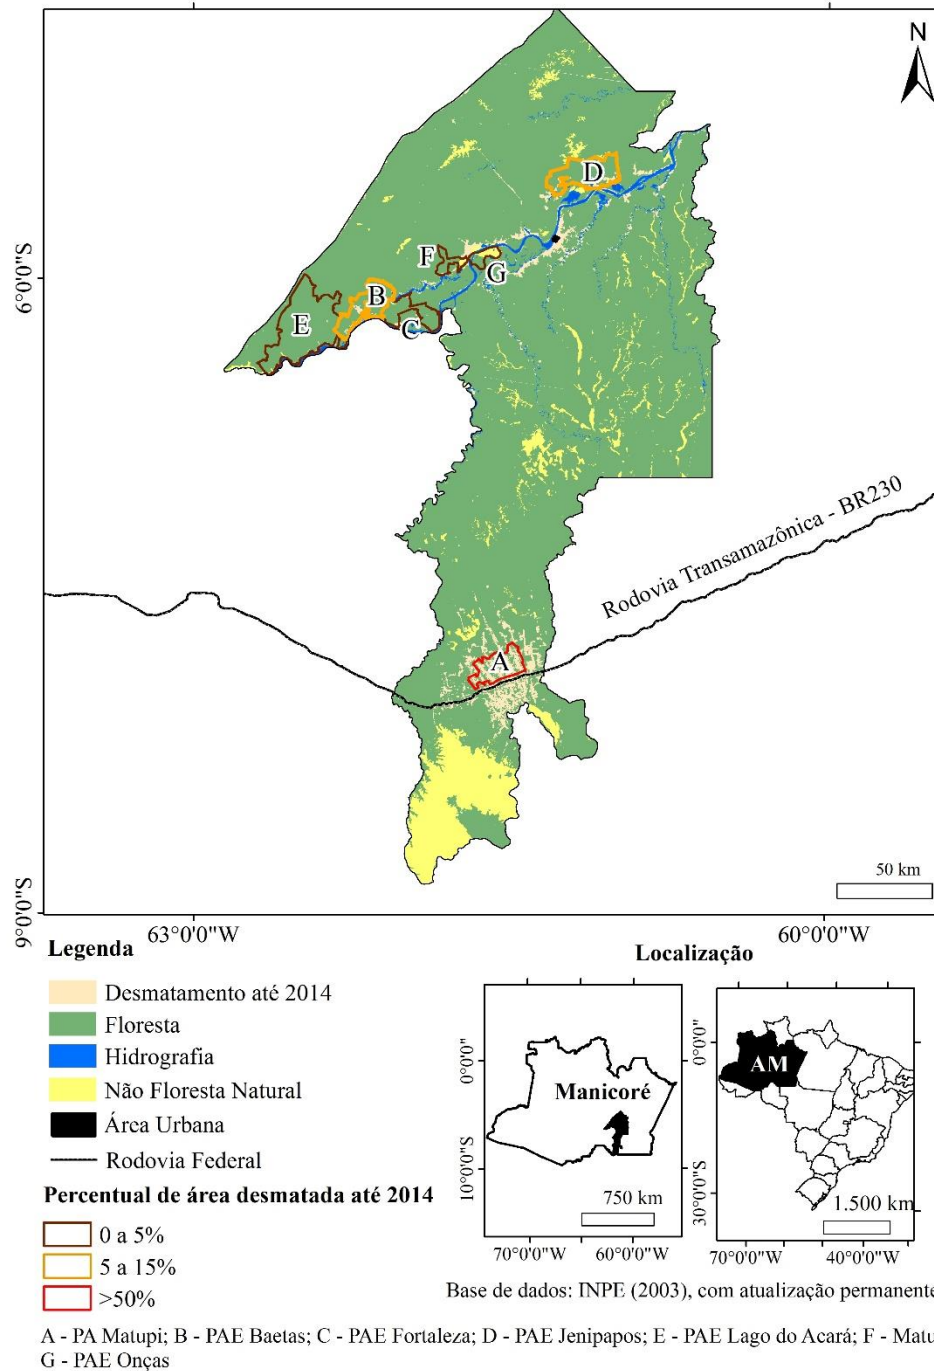 N
D
F
G
6°0'0"S
B
E
C
Rodovia Transamazônica - BR230
A
50 km
9°0'0"S
63°0'0"W
60°0'0"W
Legenda
Desmatamento até 2014
Floresta
Hidrografia
Não Floresta Natural
Área Urbana
Rodovia Federal
Percentual de área desmatada até 2014
0 a 5%
5 a 15%
>50%
Localização
0°0'0"
Manicoré
10°0'0"S
750 km
70°0'0"W 60°0'0"W
0°0'0"
AM
30°0'0"S
1.500 km
70°0'0"W 40°0'0"W
Base de dados: INPE (2003), com atualização permanente
A - PA Matupi; B - PAE Baetas; C - PAE Fortaleza; D - PAE Jenipapos; E - PAE Lago do Acará; F - Matu
G - PAE Onças